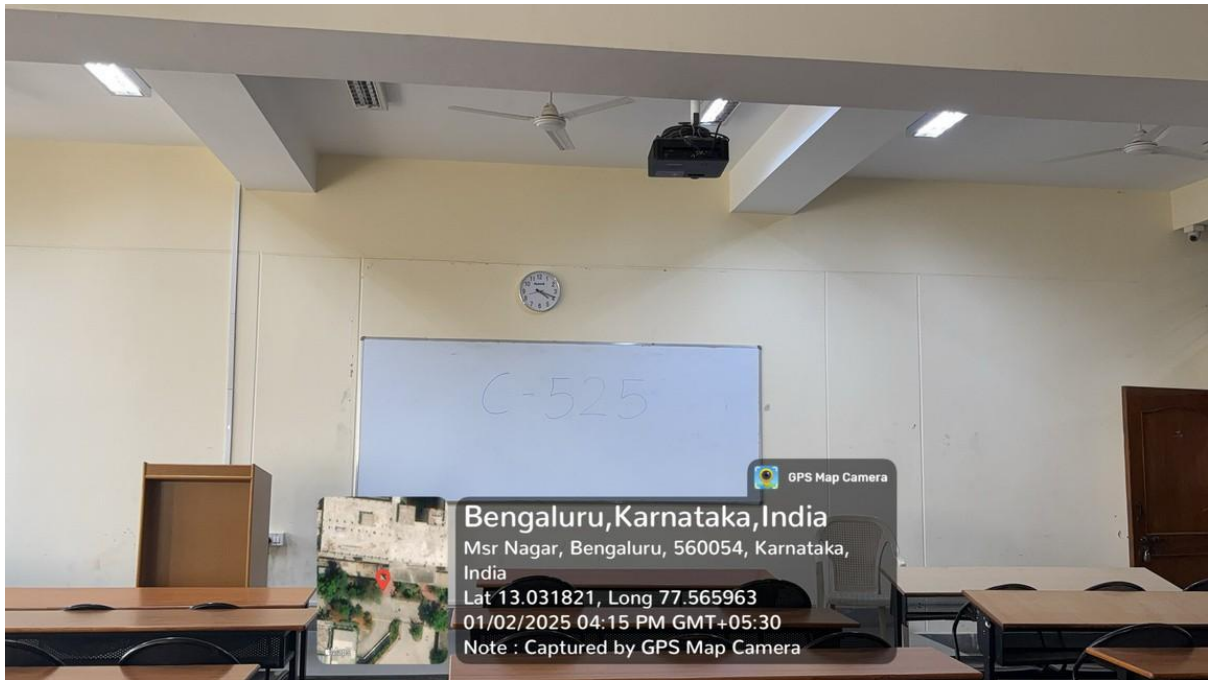 C-525
GPS Map Camera
Bengaluru,Karnataka,India
Msr Nagar, Bengaluru, 560054, Karnataka,
India
Lat 13.031821, Long 77.565963
01/02/2025 04:15 PM GMT+05:30
Note : Captured by GPS Map Camera